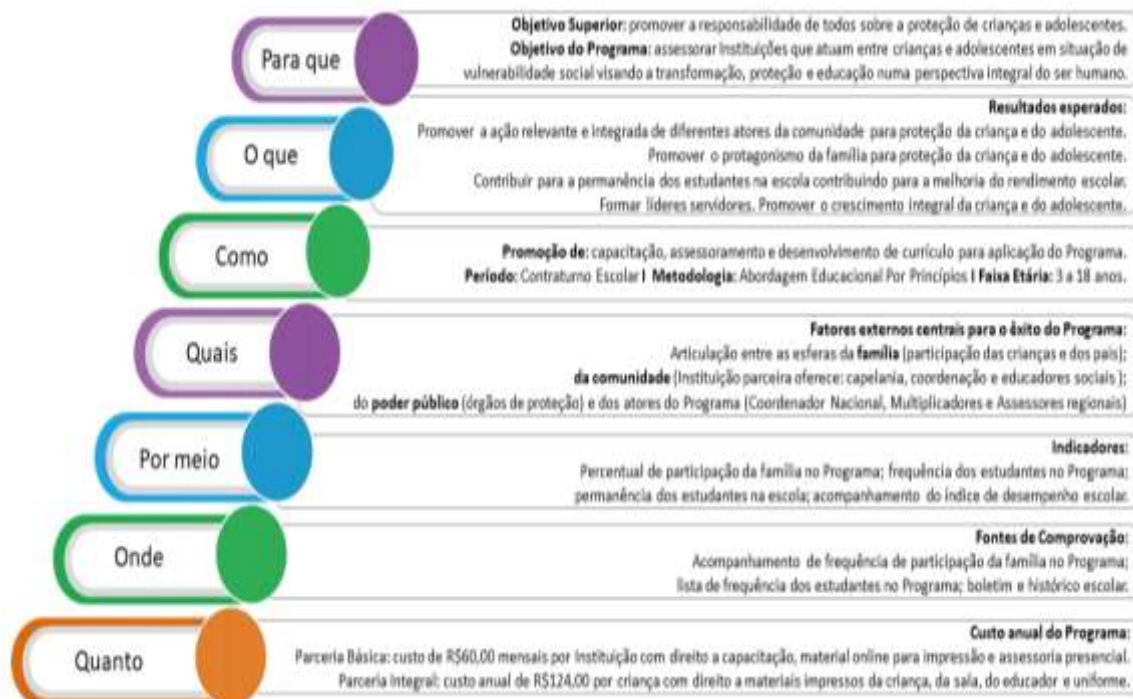 Para que
Objetivo Superior: promover a responsabilidade de todos sobre a proteção de crianças e adolescentes.
Objetivo do Programa: assessorar Instituições que atuam entre crianças e adolescentes em situação de
vulnerabilidade social visando a transformação, proteção e educação numa perspectiva integral do ser humano.
O que
Resultados esperados:
Promover a ação relevante e integrada de diferentes atores da comunidade para proteção da criança e do adolescente.
Promover o protagonismo da família para proteção da criança e do adolescente.
Contribuir para a permanência dos estudantes na escola contribuindo para a melhoria do rendimento escolar.
Formar líderes servidores. Promover o crescimento integral da criança e do adolescente.
Como
Promoção de: capacitação, assessoramento e desenvolvimento de currículo para aplicação do Programa.
Período: Contraturno Escolar I Metodologia: Abordagem Educacional Por Princípios I Faixa Etária: 3 a 18 anos.
Quais
Fatores externos centrais para o êxito do Programa:
Articulação entre as esferas da família (participação das crianças e dos pais);
da comunidade (Instituição parceira oferece: capelania, coordenação e educadores sociais );
do poder público (órgãos de proteção) e dos atores do Programa (Coordenador Nacional, Multiplicadores e Assessores regionais)
Por meio
Indicadores:
Percentual de participação da família no Programa; frequência dos estudantes no Programa;
permanência dos estudantes na escola; acompanhamento do índice de desempenho escolar.
Onde
Fontes de Comprovação:
Acompanhamento de frequência de participação da família no Programa;
lista de frequência dos estudantes no Programa; boletim e histórico escolar.
Quanto
Custo anual do Programa:
Parceria Básica: custo de R$60,00 mensais por Instituição com direito a capacitação, material online para impressão e assessoria presencial.
Parceria Integral: custo anual de R$124,00 por criança com direito a materiais impressos da criança, da sala, do educador e uniforme.